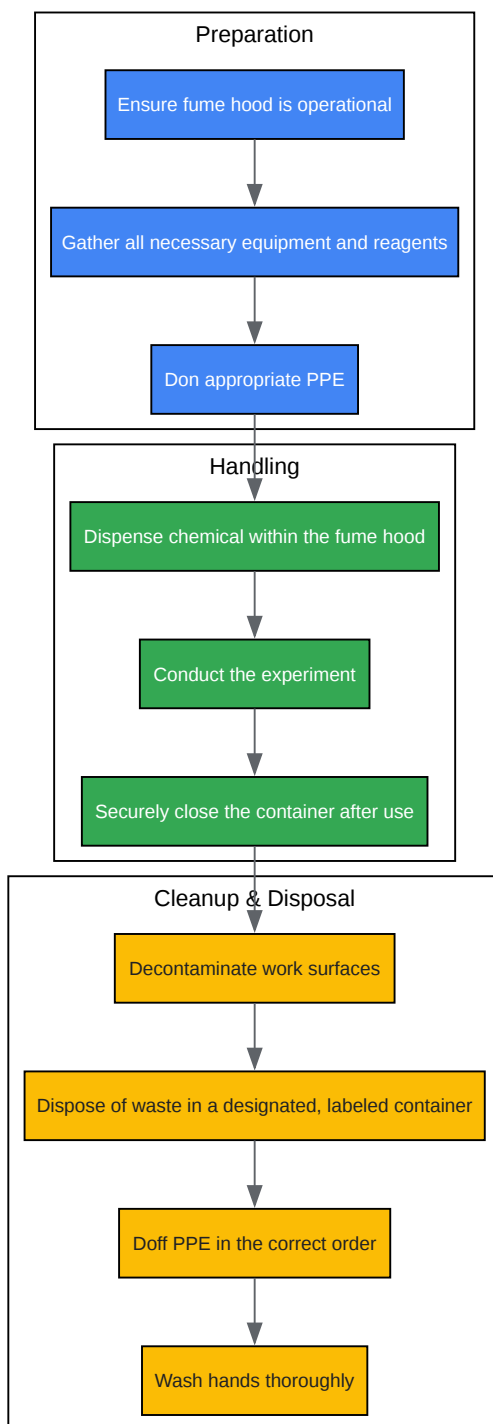 Preparation
Ensure fume hood is operational
Gather all necessary equipment and reagents
Don appropriate PPE
Handling
Dispense chemical within the fume hood
Conduct the experiment
Securely close the container after use
Cleanup & Disposal
Decontaminate work surfaces
Dispose of waste in a designated, labeled container
Doff PPE in the correct order
Wash hands thoroughly